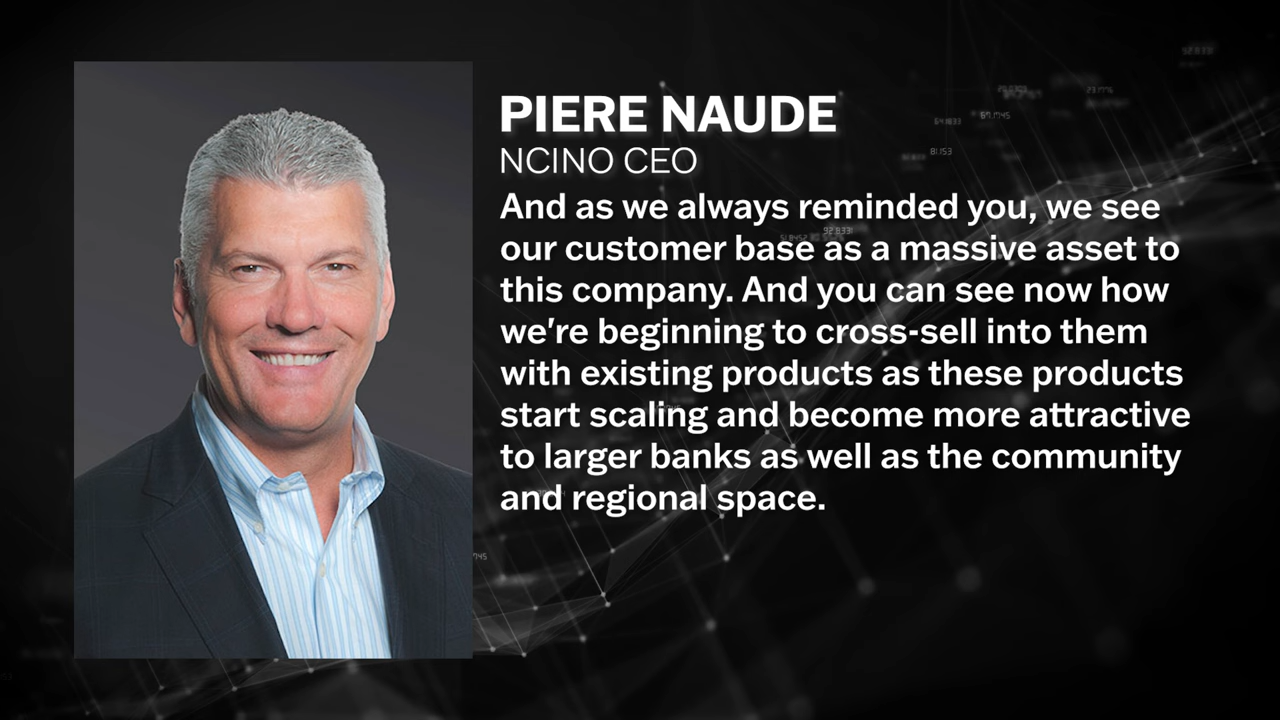 PIERE NAUDE
NCINO CEO
And as we always reminded you, we see
our customer base as a massive asset to
this company. And you can see now how
we're beginning to cross-sell into them
with existing products as these products
start scaling and become more attractive
to larger banks as well as the community
and regional space.